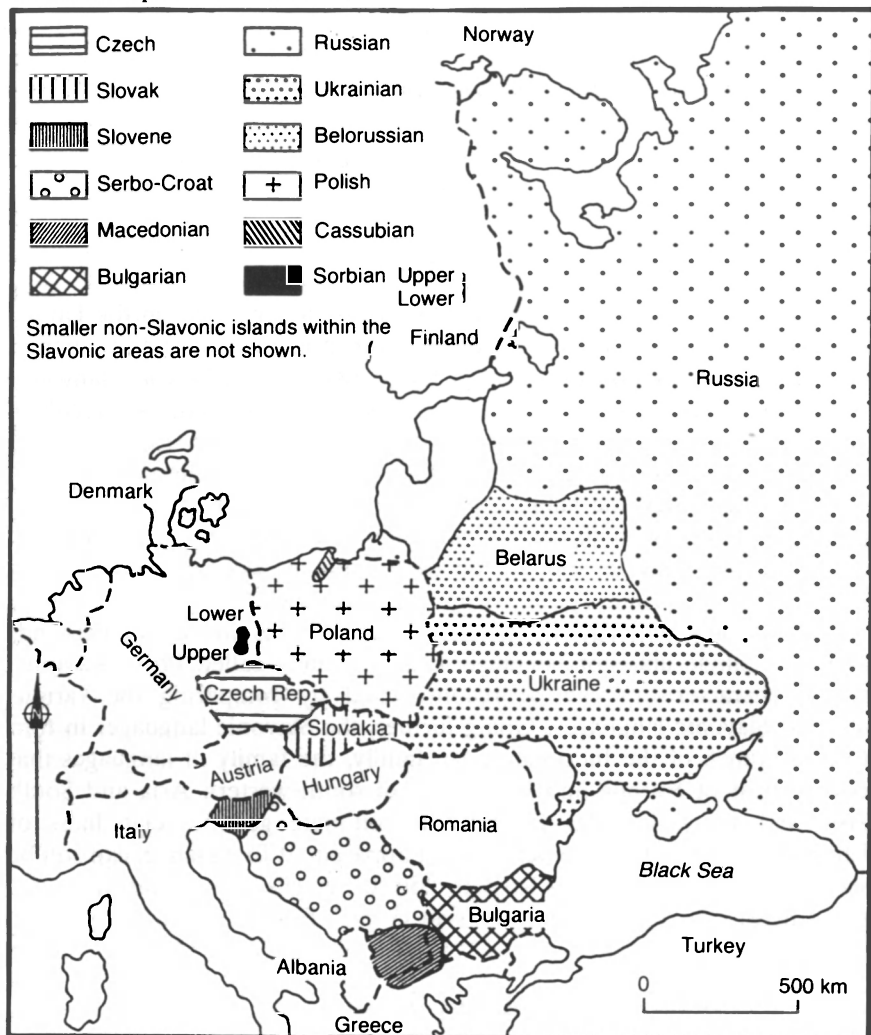 Czech
Slovak
Slovene
Serbo-Croat
Macedonian
Bulgarian
Russian
Ukrainian
Belorussian
Polish
Cassubian
Sorbian Upper
Lower
Smaller non-Slavonic islands within the
Slavonic areas are not shown.
Norway
Finland
Russia
Denmark
Belarus
Lower
Upper
Poland
Germany
Ukraine
Czech Rep.
Slovakia
Austria
Hungary
Italy
Romania
Black Sea
Bulgaria
Turkey
Albania
Greece
0 500 km